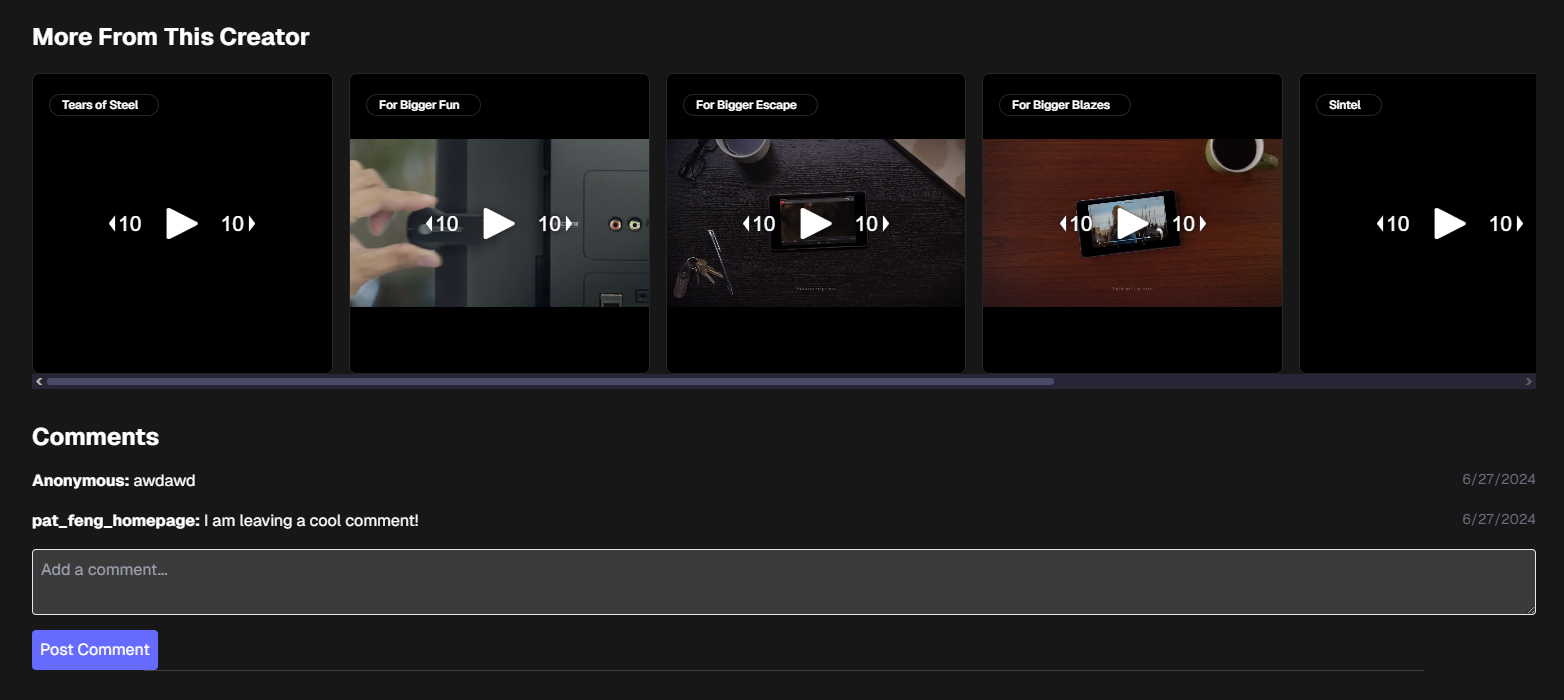 More From This Creator
Tears of Steel
For Bigger Fun
For Bigger Escape
For Bigger Blazes
Sintel
10 10
10 10
10 10
10 10
10 10
Comments
Anonymous: awdawd 6/27/2024
pat_feng_homepage: I am leaving a cool comment! 6/27/2024
Add a comment...
Post Comment